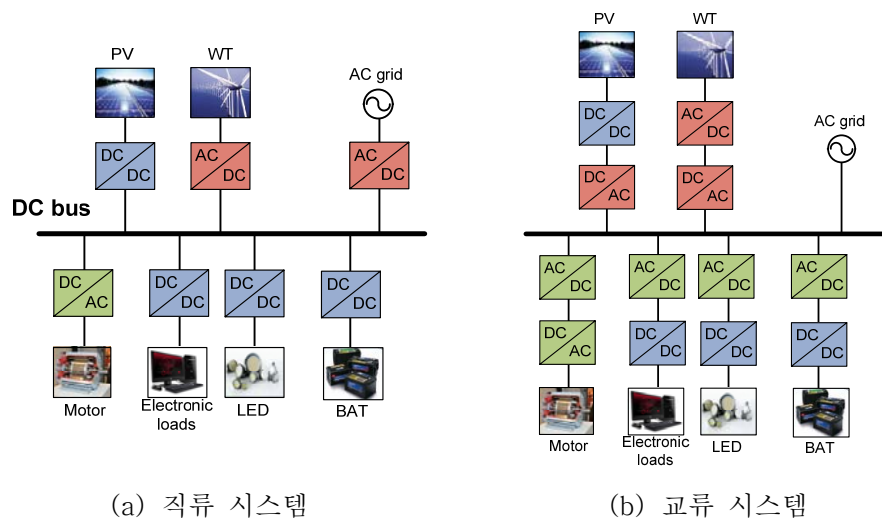 PV
WT
AC grid
DC
DC
AC
DC
AC
DC
DC bus
DC
AC
DC
DC
DC
DC
DC
DC
Motor
Electronic
loads
LED
BAT
(a) 직류 시스템
PV
WT
AC grid
DC
DC
AC
DC
DC
AC
DC
AC
AC
DC
AC
DC
AC
DC
AC
DC
DC
AC
DC
DC
DC
DC
DC
DC
Motor
Electronic
loads
LED
BAT
(b) 교류 시스템